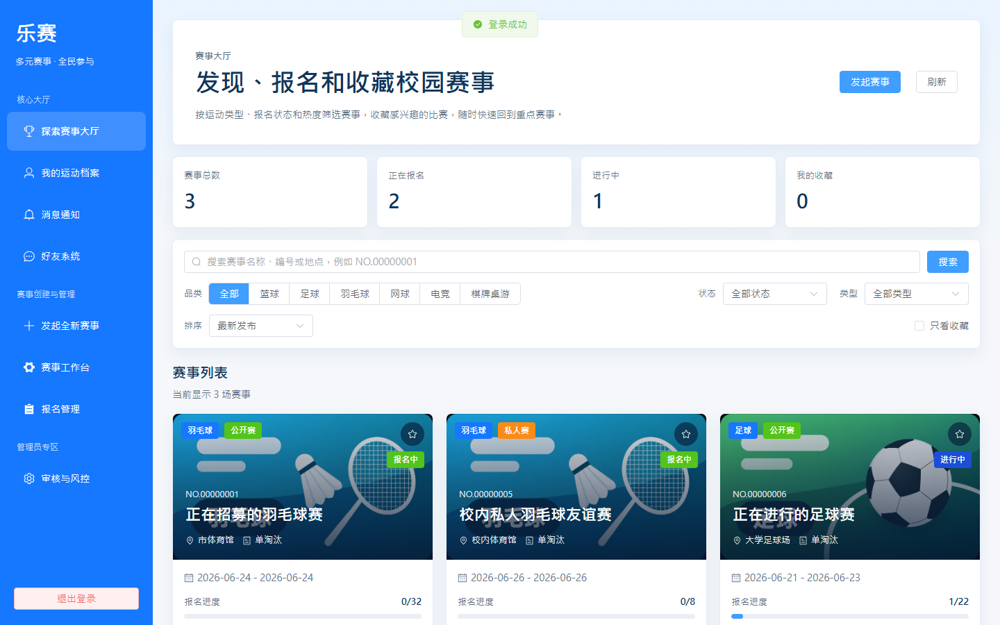 乐赛
多元赛事 · 全民参与
核心大厅
探索赛事大厅
我的运动档案
消息通知
好友系统
赛事创建与管理
发起全新赛事
赛事工作台
报名管理
管理员专区
审核与风控
退出登录
登录成功
赛事大厅
发现、报名和收藏校园赛事
按运动类型、报名状态和热度筛选赛事，收藏感兴趣的比赛，随时快速回到重点赛事。
发起赛事 刷新
赛事总数 正在报名 进行中 我的收藏
3 2 1 0
搜索赛事名称、编号或地点，例如 NO.00000001 搜索
品类 全部 篮球 足球 羽毛球 网球 电竞 棋牌桌游 状态 全部状态 类型 全部类型
排序 最新发布 只看收藏
赛事列表
当前显示 3 场赛事
羽毛球 公开赛
报名中
羽毛球
NO.00000001
正在招募的羽毛球赛
市体育馆 单淘汰
2026-06-24 - 2026-06-24
报名进度 0/32
羽毛球 私人赛
报名中
羽毛球
NO.00000005
校内私人羽毛球友谊赛
校内体育馆 单淘汰
2026-06-26 - 2026-06-26
报名进度 0/8
足球 公开赛
进行中
足球
NO.00000006
正在进行的足球赛
大学足球场 单淘汰
2026-06-21 - 2026-06-23
报名进度 1/22